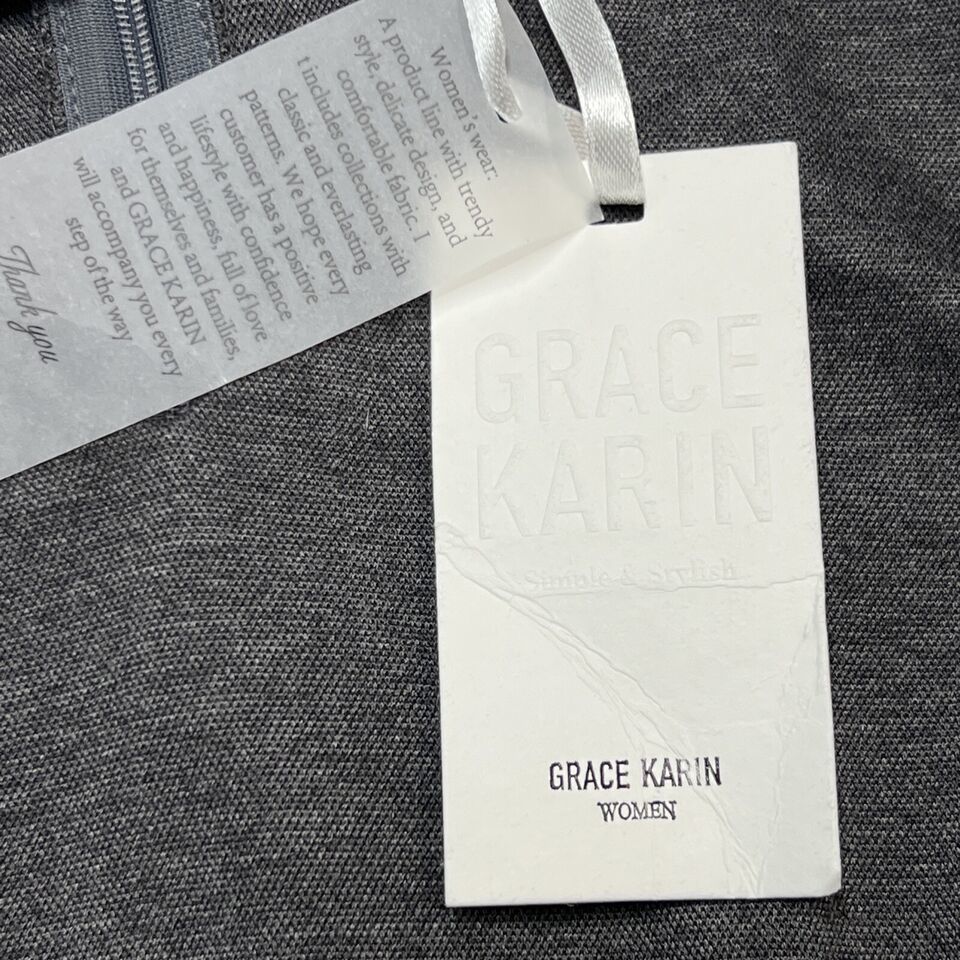 Women's wear:
A product line with trendy
style, delicate design, and
comfortable fabric. I
t includes collections with
classic and everlasting
patterns. We hope every
customer has a positive
lifestyle with confidence
and happiness, full of love
for themselves and families,
and GRACE KARIN
will accompany you every
step of the way
Thank you
GRACE
KARIN
Simple & Stylish
GRACE KARIN
WOMEN